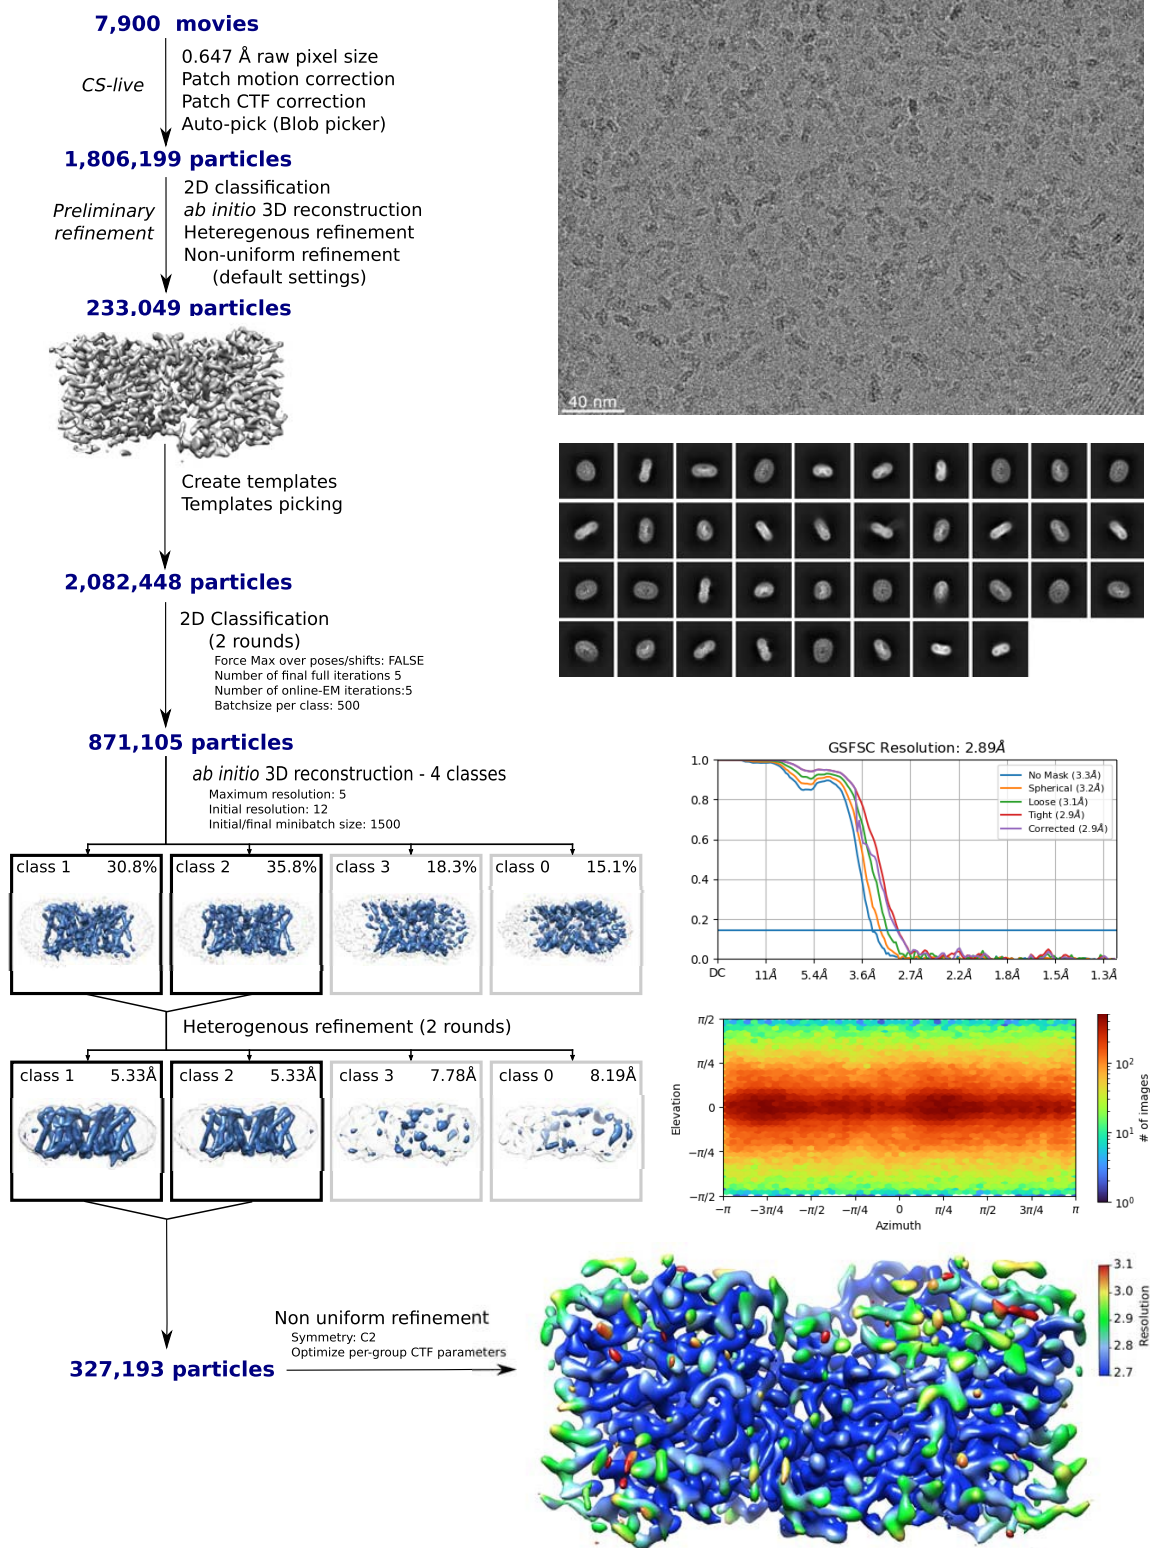 7,900 movies
CS-live
0.647 Å raw pixel size
Patch motion correction
Patch CTF correction
Auto-pick (Blob picker)
1,806,199 particles
Preliminary
refinement
2D classification
ab initio 3D reconstruction
Heteregenous refinement
Non-uniform refinement
(default settings)
233,049 particles
Create templates
Templates picking
2,082,448 particles
2D Classification
(2 rounds)
Force Max over poses/shifts: FALSE
Number of final full iterations 5
Number of online-EM iterations:5
Batchsize per class: 500
871,105 particles
ab initio 3D reconstruction - 4 classes
Maximum resolution: 5
Initial resolution: 12
Initial/final minibatch size: 1500
class 1 30.8%
class 2 35.8%
class 3 18.3%
class 0 15.1%
Heterogenous refinement (2 rounds)
class 1 5.33Å
class 2 5.33Å
class 3 7.78Å
class 0 8.19Å
Non uniform refinement
Symmetry: C2
Optimize per-group CTF parameters
327,193 particles
40 nm
GSFSC Resolution: 2.89Å
No Mask (3.3Å)
Spherical (3.2Å)
Loose (3.1Å)
Tight (2.9Å)
Corrected (2.9Å)
1.0
0.8
0.6
0.4
0.2
0.0
DC 11Å 5.4Å 3.6Å 2.7Å 2.2Å 1.8Å 1.5Å 1.3Å
Elevation
π/2
π/4
0
−π/4
−π/2
−π −3π/4 −π/2 −π/4 0 π/4 π/2 3π/4 π
Azimuth
10²
10¹
10⁰
# of images
3.1
3.0
2.9
2.8
2.7
Resolution